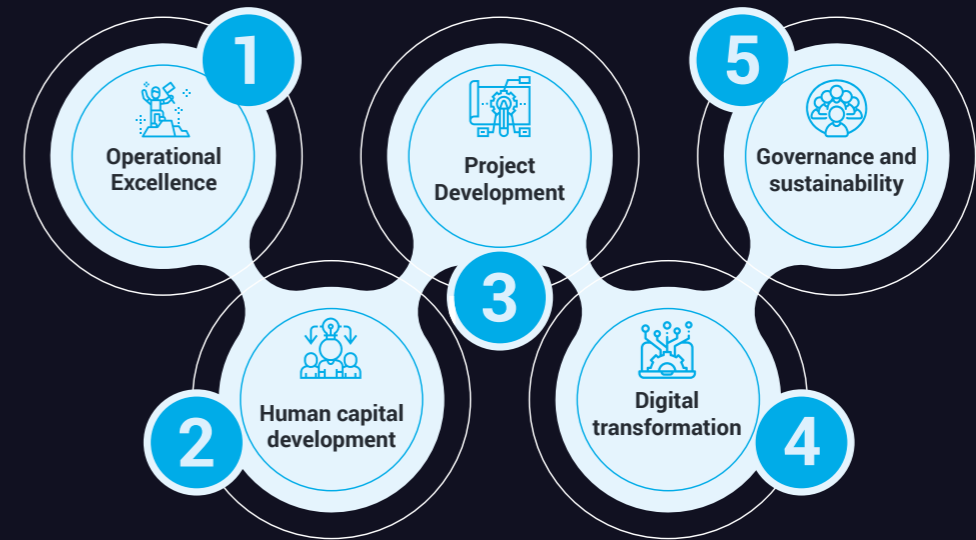 1
Operational
Excellence
2
Human capital
development
3
Project
Development
4
Digital
transformation
5
Governance and
sustainability